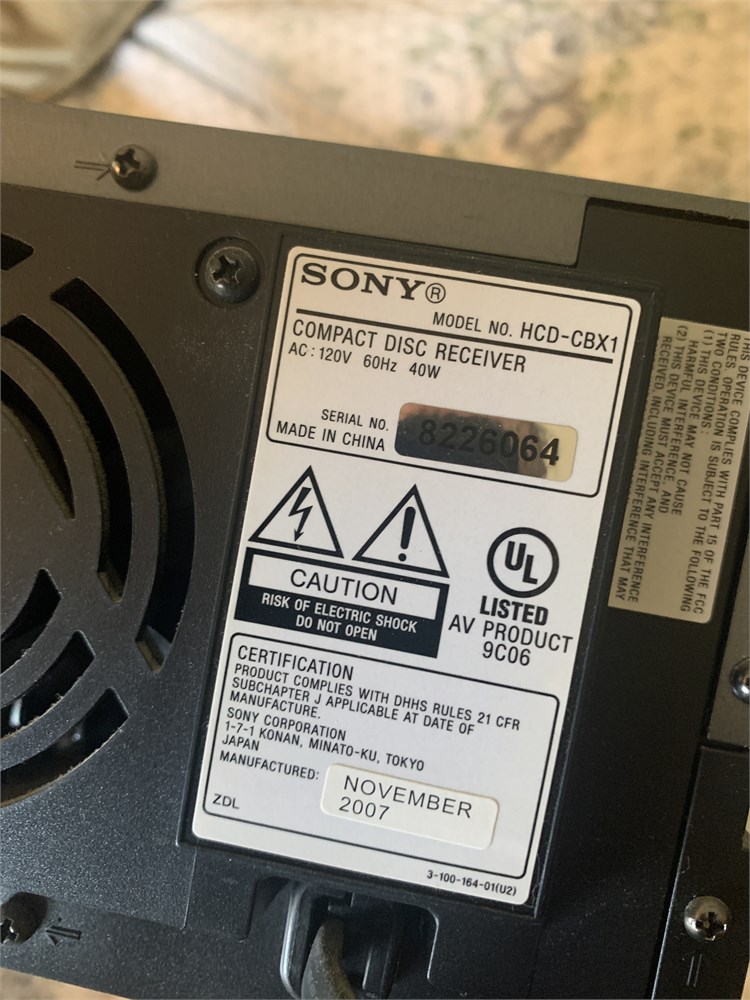 SONY®
MODEL NO. HCD-CBX1
COMPACT DISC RECEIVER
AC : 120V 60Hz 40W
SERIAL NO.
8226064
MADE IN CHINA
CAUTION
RISK OF ELECTRIC SHOCK
DO NOT OPEN
UL
LISTED
AV PRODUCT
9C06
CERTIFICATION
PRODUCT COMPLIES WITH DHHS RULES 21 CFR
SUBCHAPTER J APPLICABLE AT DATE OF
MANUFACTURE.
SONY CORPORATION
1-7-1 KONAN, MINATO-KU, TOKYO
JAPAN
MANUFACTURED:
NOVEMBER
2007
ZDL
3-100-164-01(U2)
THIS DEVICE COMPLIES WITH PART 15 OF THE FCC
RULES. OPERATION IS SUBJECT TO THE FOLLOWING
TWO CONDITIONS:
(1) THIS DEVICE MAY NOT CAUSE
HARMFUL INTERFERENCE, AND
(2) THIS DEVICE MUST ACCEPT ANY INTERFERENCE
RECEIVED, INCLUDING INTERFERENCE THAT MAY